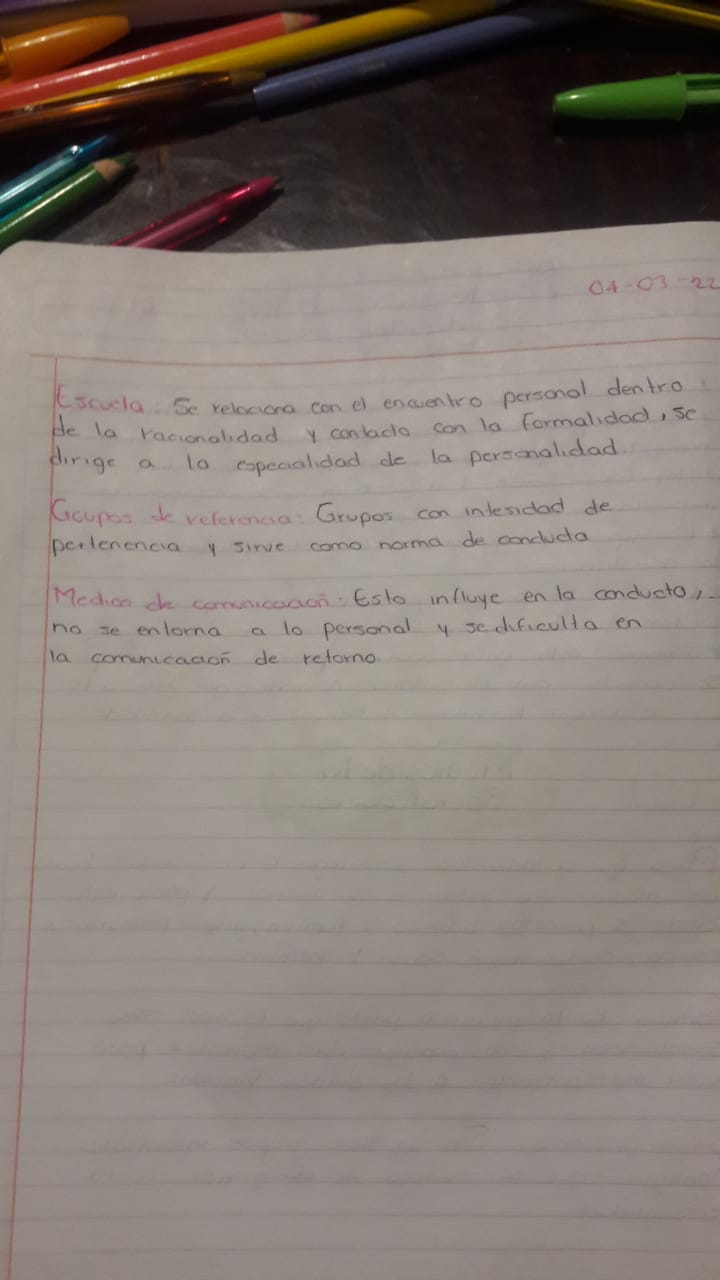 04-03-22
Escuela: Se relaciona con el encuentro personal dentro
de la racionalidad y contacto con la formalidad, se
dirige a la especialidad de la personalidad.
Grupos de referencia: Grupos con intesidad de
pertenencia y sirve como norma de conducta
Medios de comunicación: Esto influye en la conducta,
no se entorna a lo personal y se dificulta en
la comunicación de retorno.